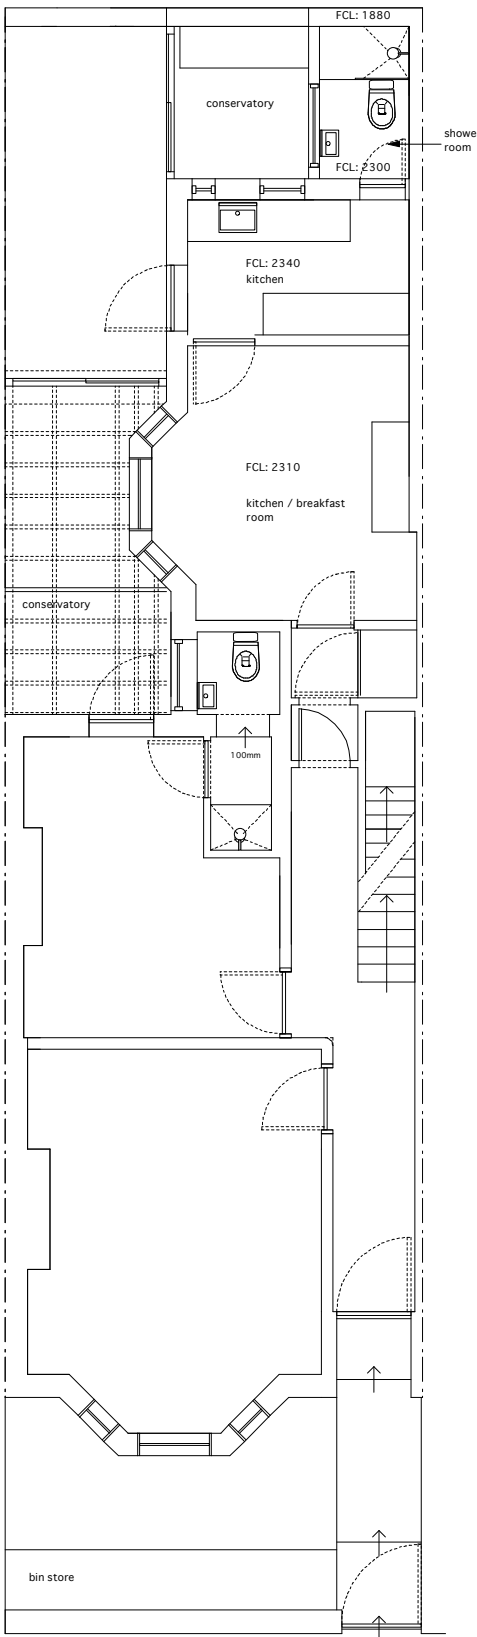 FCL: 1880
conservatory
showe
room
FCL: 2300
FCL: 2340
kitchen
FCL: 2310
kitchen / breakfast
room
conservatory
100mm
bin store